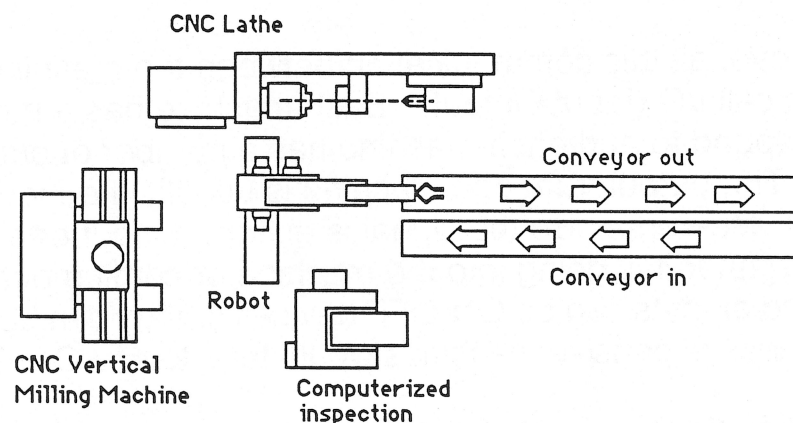 CNC Lathe
Conveyor out
Conveyor in
Robot
CNC Vertical
Milling Machine
Computerized
inspection